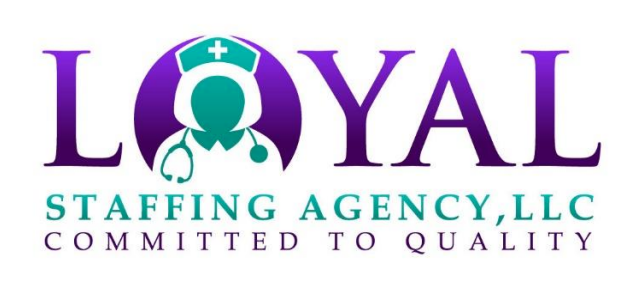 LOYAL
STAFFING AGENCY,LLC
COMMITTED TO QUALITY